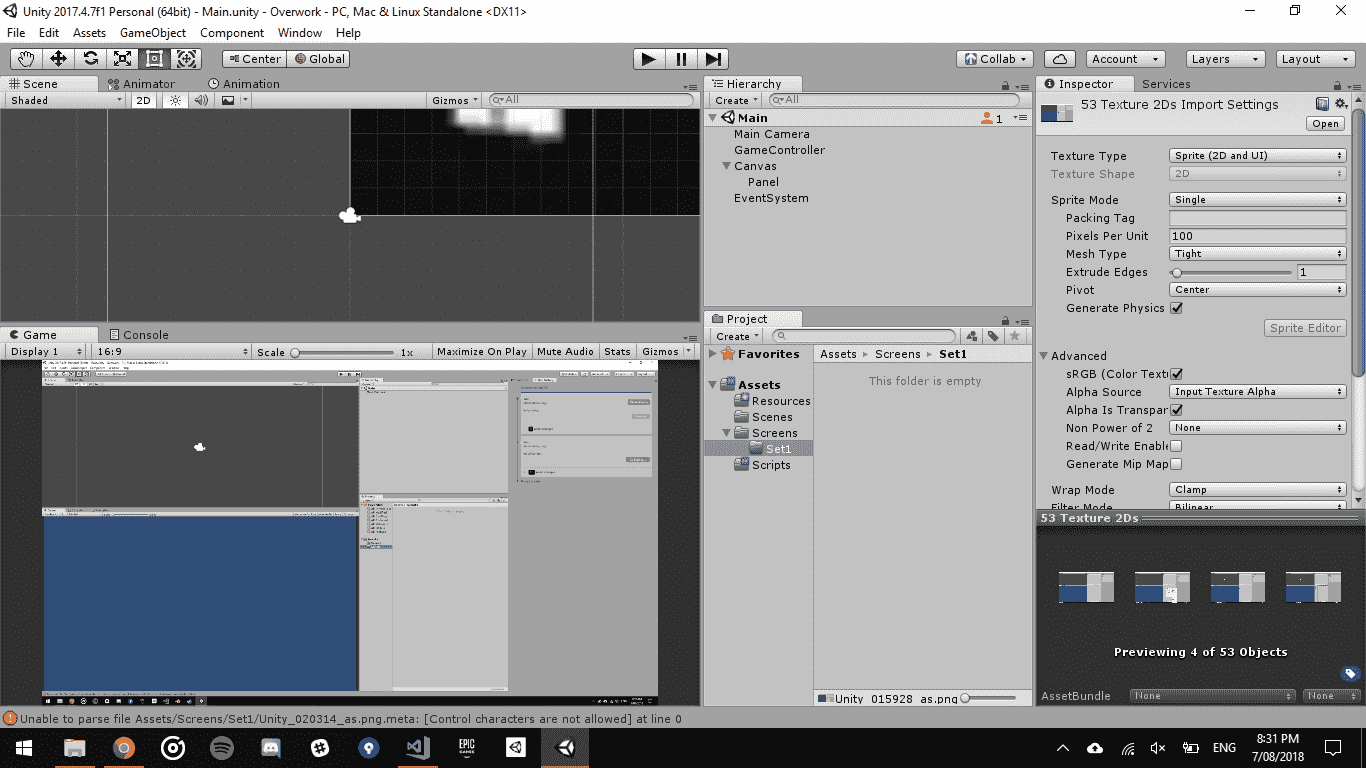 Unity 2017.4.7f1 Personal (64bit) - Main.unity - Overwork - PC, Mac & Linux Standalone <DX11>
File Edit Assets GameObject Component Window Help
Center Global
Collab Account Layers Layout
Scene Animator Animation
Shaded 2D Gizmos All
Hierarchy
Create All
Main 1
Main Camera
GameController
Canvas
Panel
EventSystem
Inspector Services
53 Texture 2Ds Import Settings
Open
Texture Type Sprite (2D and UI)
Texture Shape 2D
Sprite Mode Single
Packing Tag
Pixels Per Unit 100
Mesh Type Tight
Extrude Edges 1
Pivot Center
Generate Physics
Sprite Editor
Advanced
sRGB (Color Text
Alpha Source Input Texture Alpha
Alpha Is Transpar
Non Power of 2 None
Read/Write Enable
Generate Mip Map
Wrap Mode Clamp
Filter Mode Bilinear
53 Texture 2Ds
Previewing 4 of 53 Objects
AssetBundle None None
Game Console
Display 1 16:9 Scale 1x Maximize On Play Mute Audio Stats Gizmos
Project
Create
Favorites
Assets
Resources
Scenes
Screens
Set1
Scripts
Assets Screens Set1
This folder is empty
Unity_015928_as.png
Unable to parse file Assets/Screens/Set1/Unity_020314_as.png.meta: [Control characters are not allowed] at line 0
EPIC GAMES
ENG
8:31 PM
7/08/2018